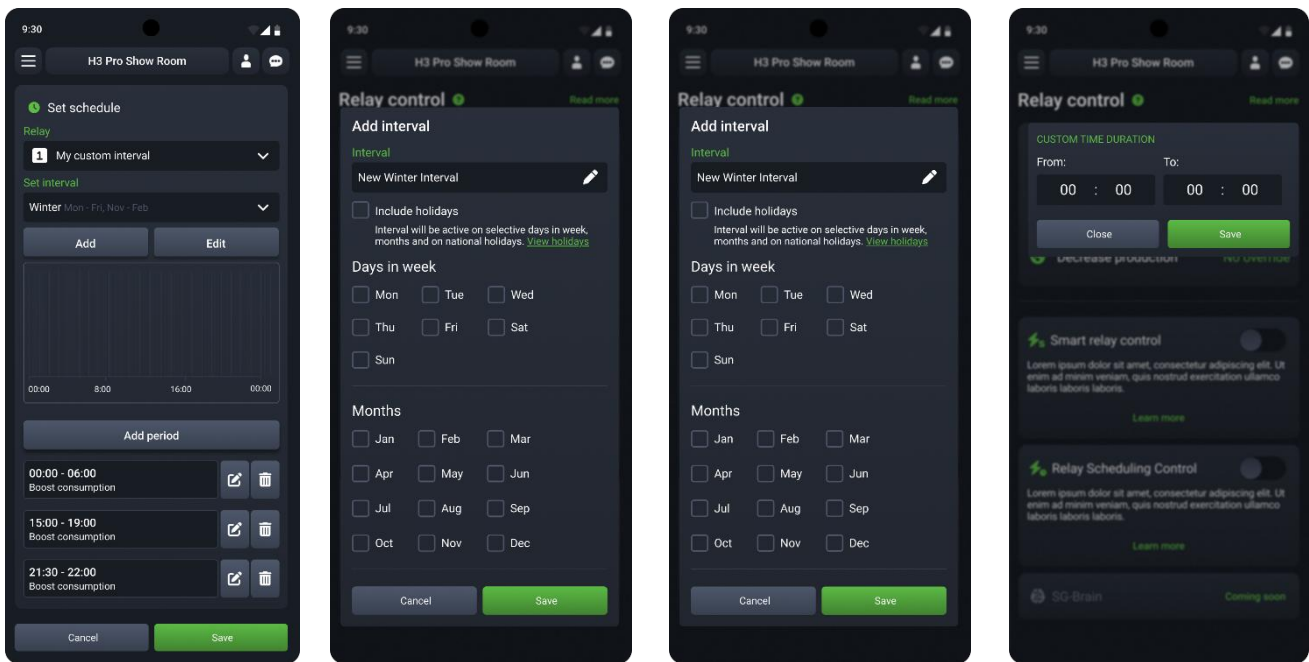 9:30
H3 Pro Show Room
Set schedule
Relay
1 My custom interval
Set interval
Winter Mon - Fri, Nov - Feb
Add Edit
00:00 8:00 16:00 00:00
Add period
00:00 - 06:00
Boost consumption
15:00 - 19:00
Boost consumption
21:30 - 22:00
Boost consumption
Cancel Save
9:30
H3 Pro Show Room
Relay control ? Read more
Add interval
Interval
New Winter Interval
Include holidays
Interval will be active on selective days in week,
months and on national holidays. View holidays
Days in week
Mon Tue Wed
Thu Fri Sat
Sun
Months
Jan Feb Mar
Apr May Jun
Jul Aug Sep
Oct Nov Dec
Cancel Save
9:30
H3 Pro Show Room
Relay control ? Read more
Add interval
Interval
New Winter Interval
Include holidays
Interval will be active on selective days in week,
months and on national holidays. View holidays
Days in week
Mon Tue Wed
Thu Fri Sat
Sun
Months
Jan Feb Mar
Apr May Jun
Jul Aug Sep
Oct Nov Dec
Cancel Save
9:30
H3 Pro Show Room
Relay control ? Read more
CUSTOM TIME DURATION
From: To:
00 : 00 00 : 00
Close Save
Decrease production No Override
Smart relay control
Lorem ipsum dolor sit amet, consectetur adipiscing elit. Ut
enim ad minim veniam, quis nostrud exercitation ullamco
laboris laboris laboris.
Learn more
Relay Scheduling Control
Lorem ipsum dolor sit amet, consectetur adipiscing elit. Ut
enim ad minim veniam, quis nostrud exercitation ullamco
laboris laboris laboris.
Learn more
SG-Brain Coming soon